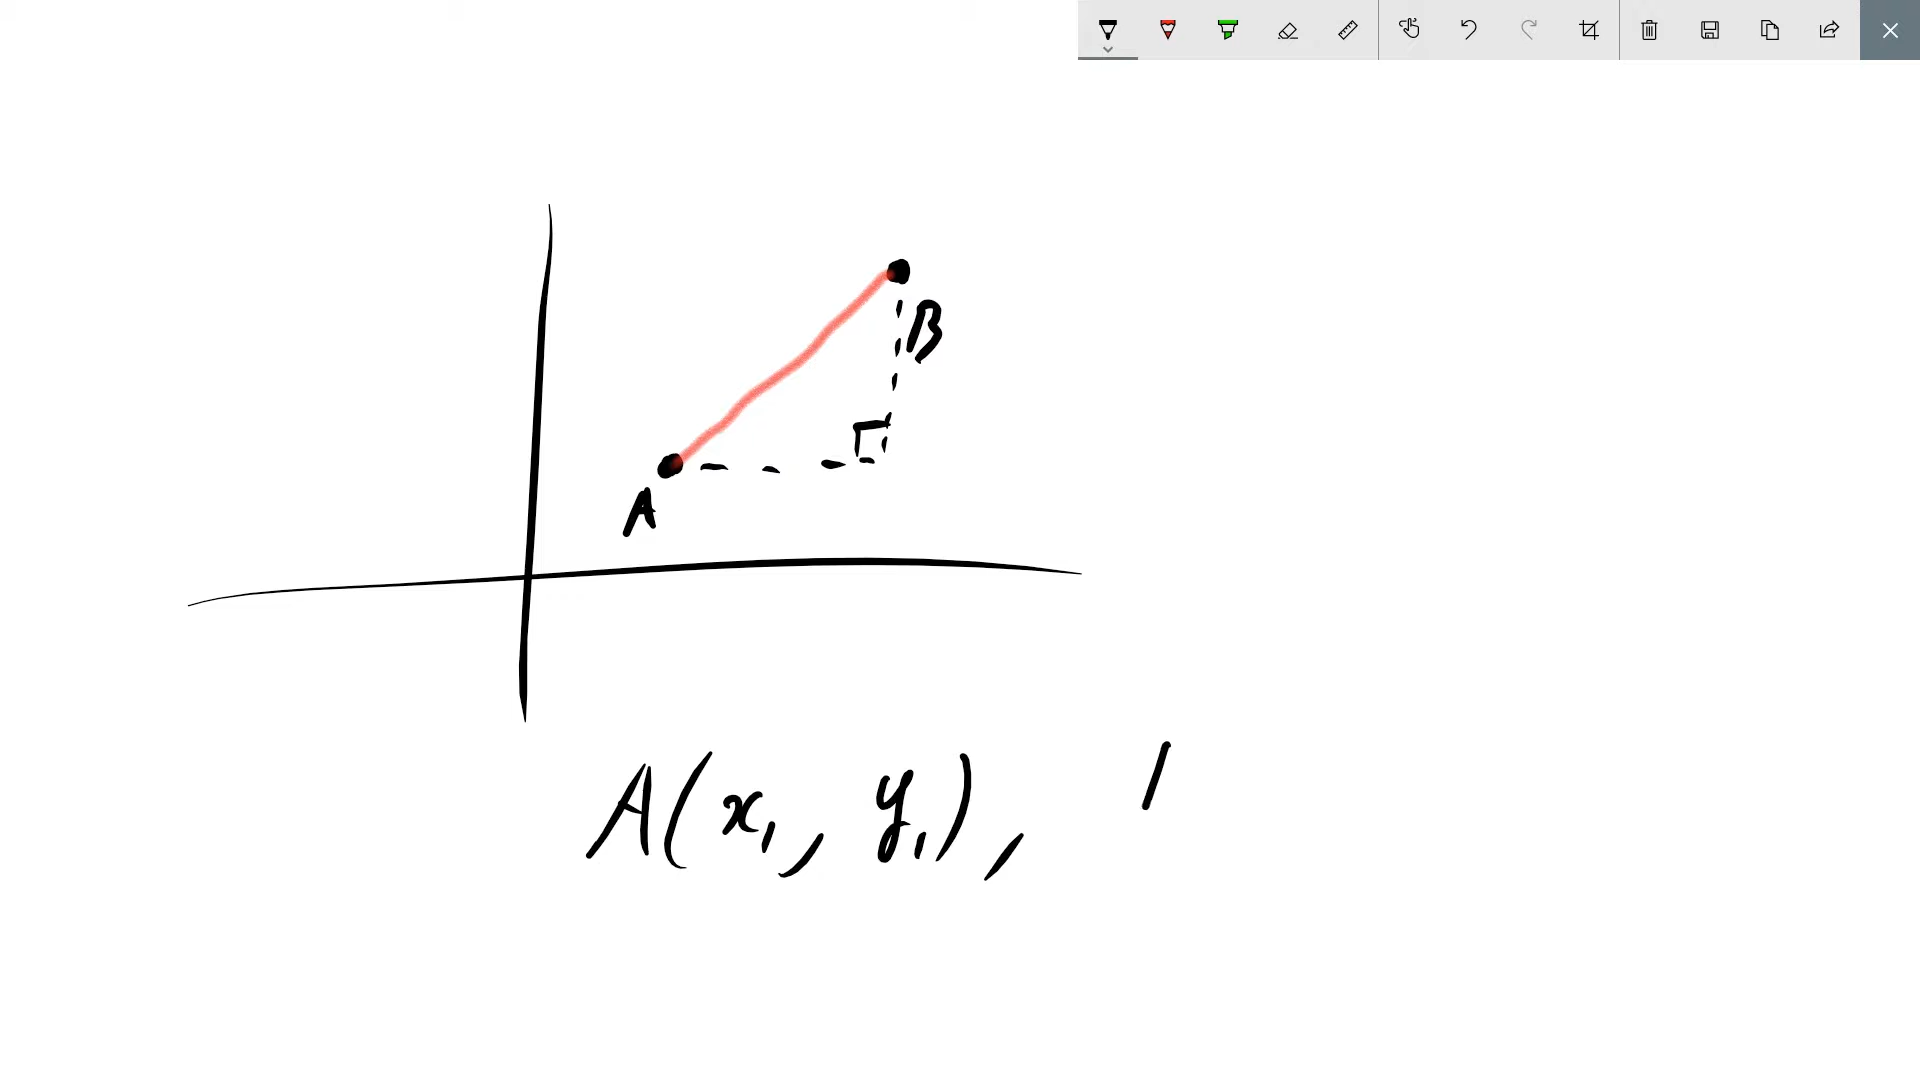 B
A
A(x₁, y₁),